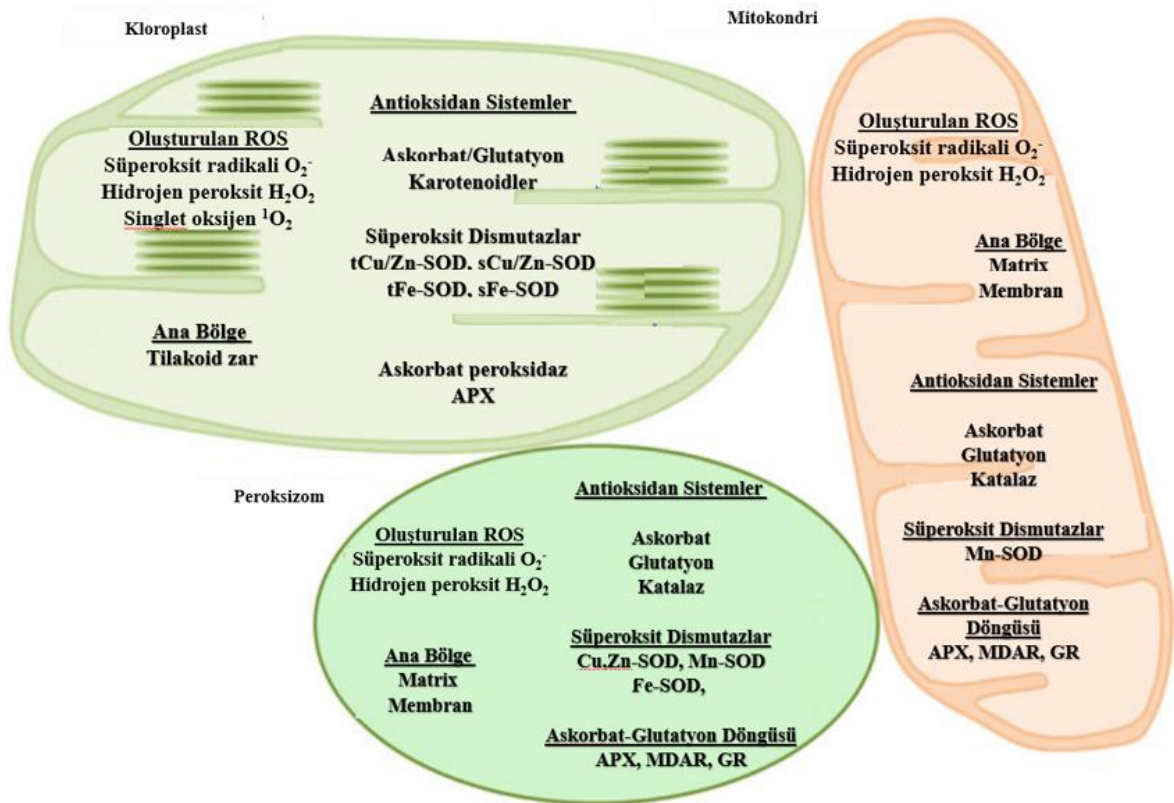 Kloroplast
Oluşturulan ROS
Süperoksit radikali O₂⁻
Hidrojen peroksit H₂O₂
Singlet oksijen ¹O₂
Ana Bölge
Tilakoid zar
Antioksidan Sistemler
Askorbat/Glutatyon
Karotenoidler
Süperoksit Dismutazlar
tCu/Zn-SOD, sCu/Zn-SOD
tFe-SOD, sFe-SOD
Askorbat peroksidaz
APX
Mitokondri
Oluşturulan ROS
Süperoksit radikali O₂⁻
Hidrojen peroksit H₂O₂
Ana Bölge
Matrix
Membran
Antioksidan Sistemler
Askorbat
Glutatyon
Katalaz
Süperoksit Dismutazlar
Mn-SOD
Askorbat-Glutatyon
Döngüsü
APX, MDAR, GR
Peroksizom
Oluşturulan ROS
Süperoksit radikali O₂⁻
Hidrojen peroksit H₂O₂
Ana Bölge
Matrix
Membran
Antioksidan Sistemler
Askorbat
Glutatyon
Katalaz
Süperoksit Dismutazlar
Cu,Zn-SOD, Mn-SOD
Fe-SOD,
Askorbat-Glutatyon Döngüsü
APX, MDAR, GR